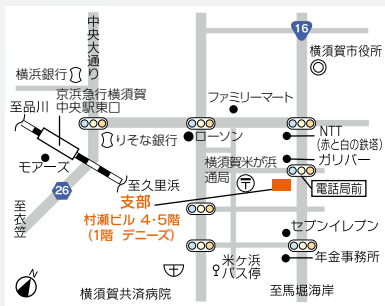 中央大通り
16
横須賀市役所
横浜銀行
京浜急行横須賀
中央駅東口
至品川
ファミリーマート
りそな銀行
ローソン
NTT
(赤と白の鉄塔)
ガリバー
モアーズ
横須賀米が浜
通局
電話局前
26
至久里浜
支部
村瀬ビル 4・5階
(1階 デニーズ)
至衣笠
セブンイレブン
年金事務所
米ヶ浜
バス停
横須賀共済病院
至馬堀海岸